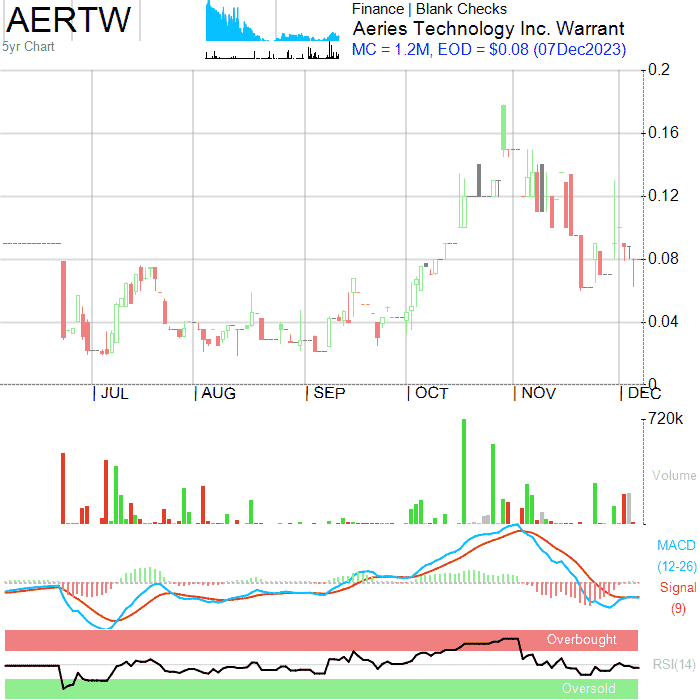 AERTW
5yr Chart
Finance | Blank Checks
Aeries Technology Inc. Warrant
MC = 1.2M, EOD = $0.08 (07Dec2023)
0.2
0.16
0.12
0.08
0.04
0
| JUL | AUG | SEP | OCT | NOV | DEC
720k
Volume
MACD
(12-26)
Signal
(9)
Overbought
RSI(14)
Oversold